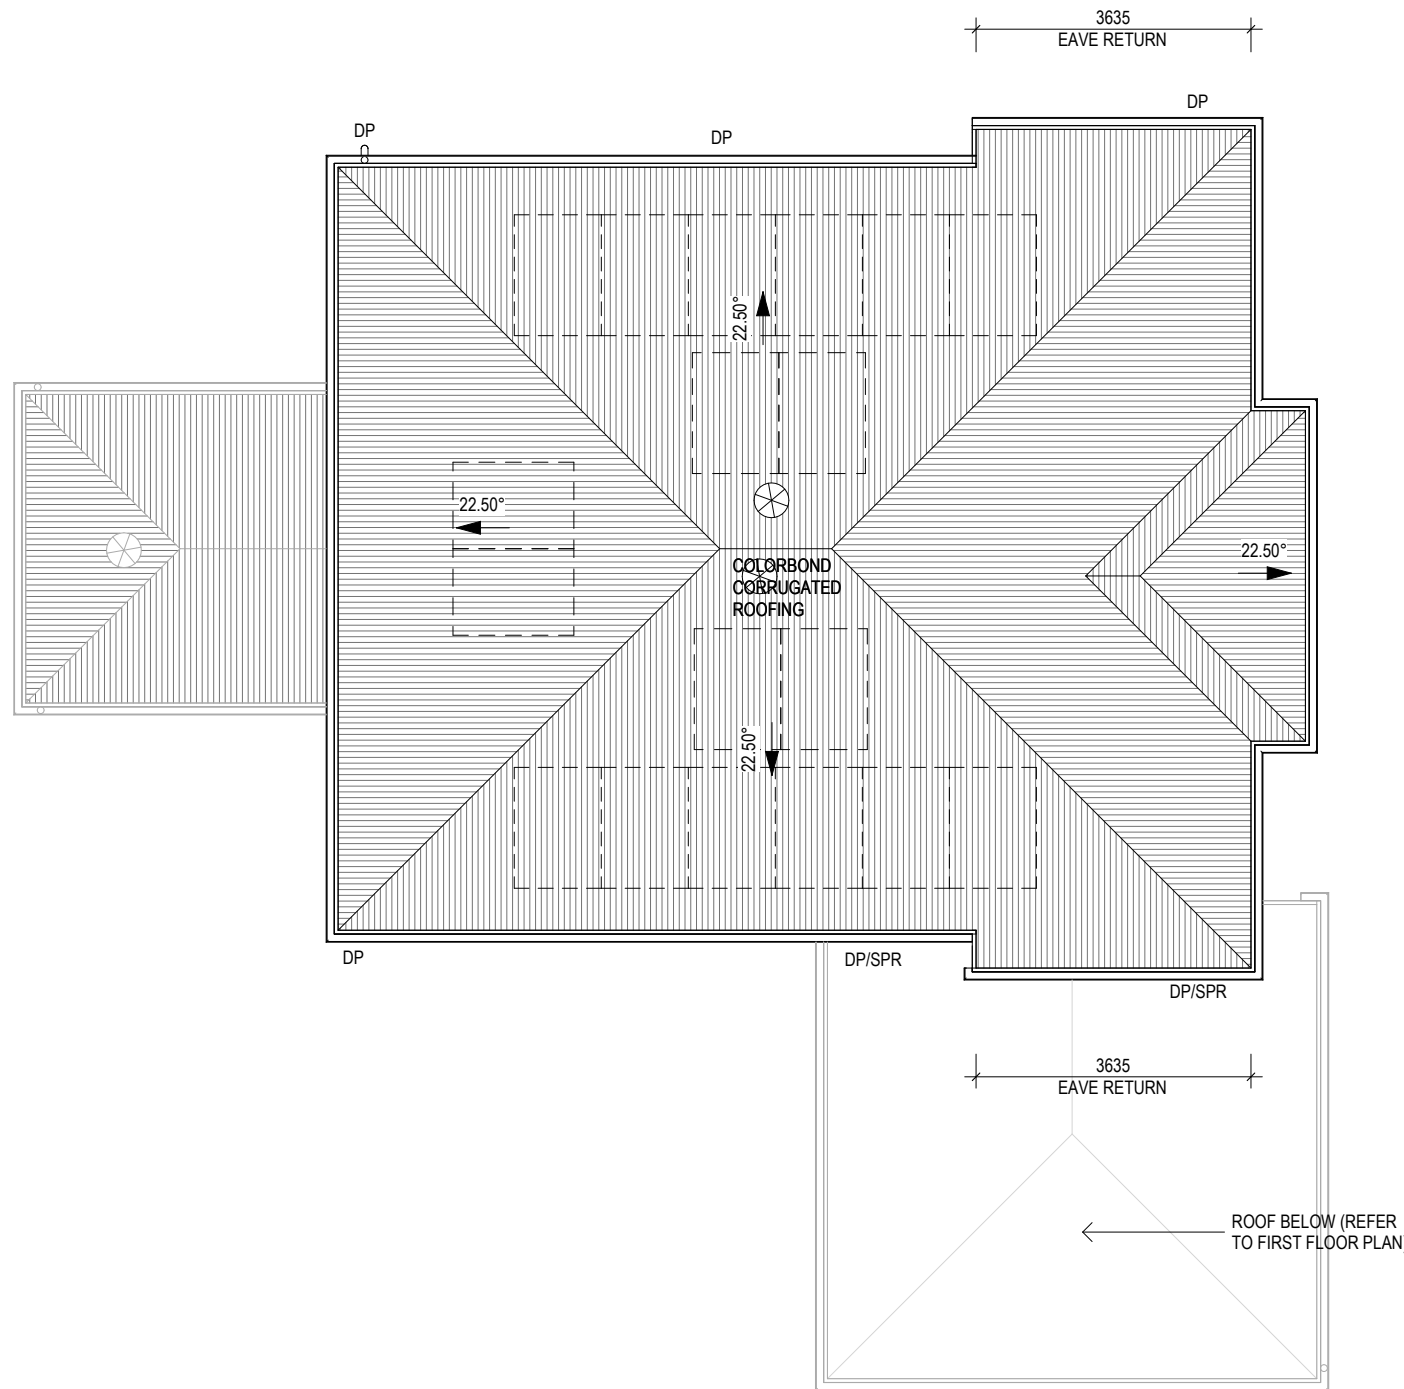 3635
EAVE RETURN
DP
DP
DP
22.50°
22.50°
22.50°
COLORBOND
CORRUGATED
ROOFING
22.50°
DP
DP/SPR
DP/SPR
3635
EAVE RETURN
ROOF BELOW (REFER
TO FIRST FLOOR PLAN)